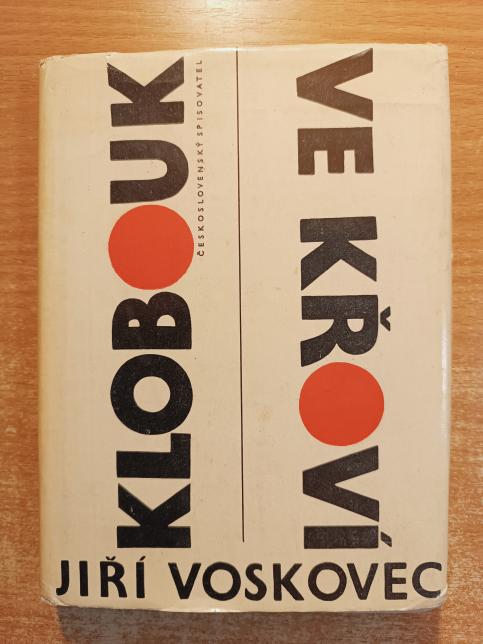 KLOBOUK
ČESKOSLOVENSKÝ SPISOVATEL
VE KŘOVÍ
JIŘÍ VOSKOVEC